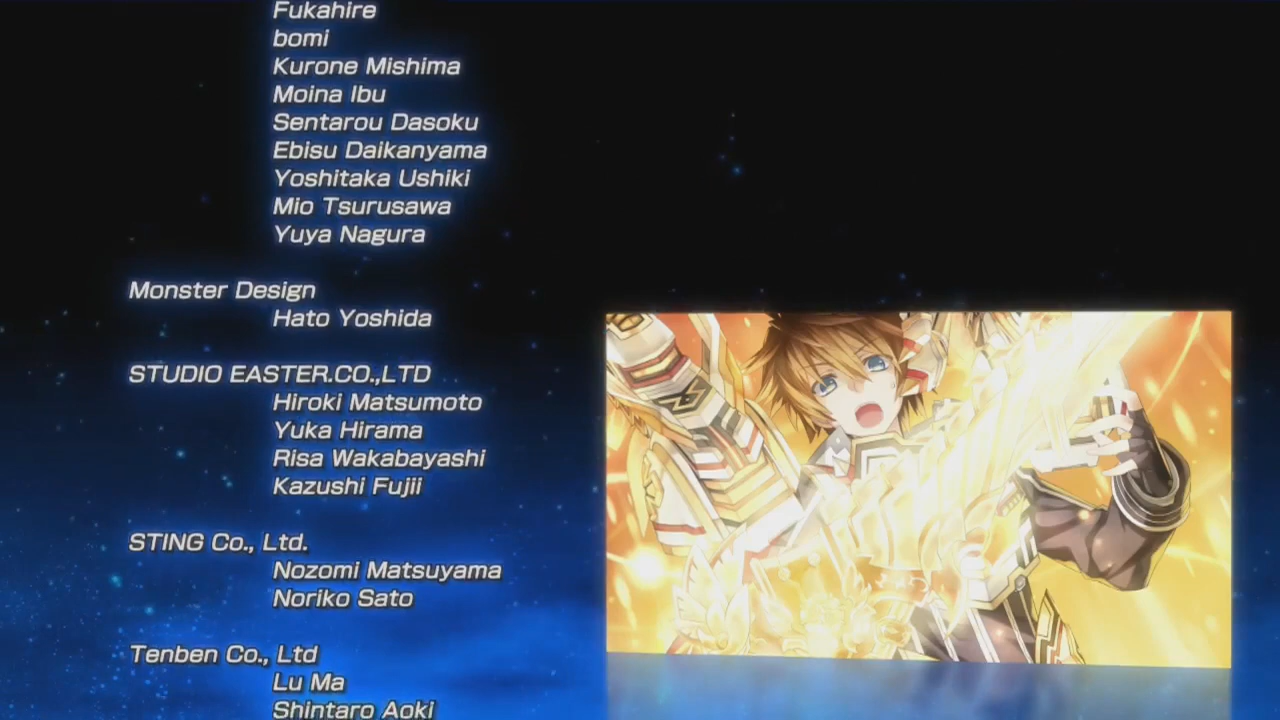 Fukahire
bomi
Kurone Mishima
Moina Ibu
Sentarou Dasoku
Ebisu Daikanyama
Yoshitaka Ushiki
Mio Tsurusawa
Yuya Nagura
Monster Design
Hato Yoshida
STUDIO EASTER.CO.,LTD
Hiroki Matsumoto
Yuka Hirama
Risa Wakabayashi
Kazushi Fujii
STING Co., Ltd.
Nozomi Matsuyama
Noriko Sato
Tenben Co., Ltd
Lu Ma
Shintaro Aoki